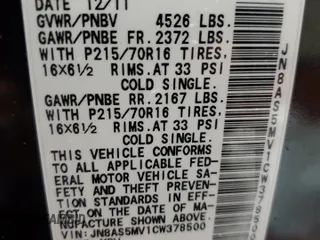 12/11
GVWR/PNBV 4526 LBS.
GAWR/PNBE FR. 2372 LBS.
WITH P215/70R16 TIRES,
16X6½ RIMS.AT 33 PSI
COLD SINGLE.
GAWR/PNBE RR. 2167 LBS.
WITH P215/70R16 TIRES,
16X6½ RIMS.AT 33 PSI
COLD SINGLE.
THIS VEHICLE CONFORMS
TO ALL APPLICABLE FED-
ERAL MOTOR VEHICLE SA-
FETY AND THEFT PREVEN-
TION STANDARDS IN EFF-
ECT ON THE DATE OF MA-
NUFACTURE SHOWN ABOVE.
VIN: JN8AS5MV1CW378500